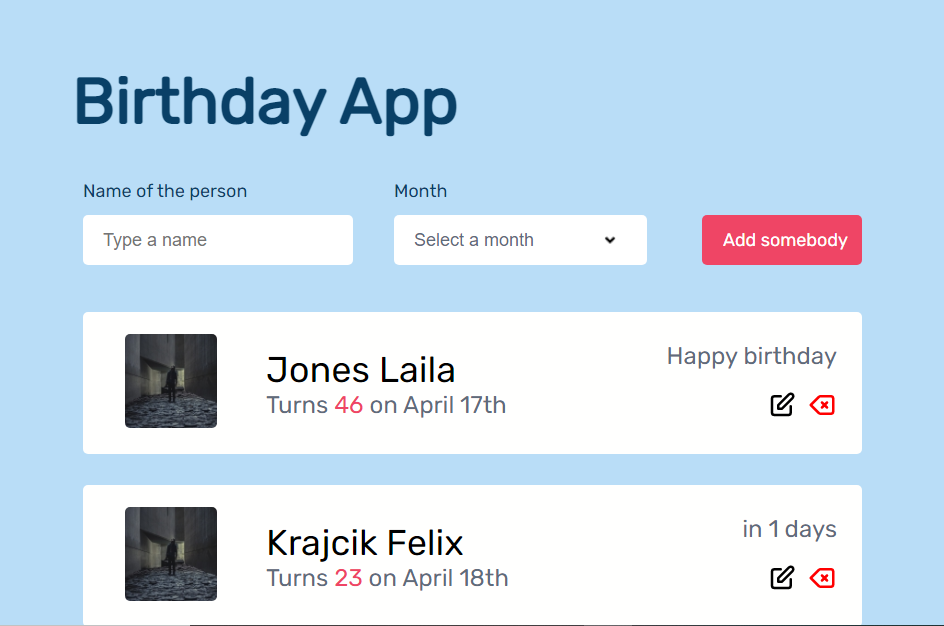 Birthday App
Name of the person
Month
Type a name
Select a month
Add somebody
Jones Laila
Turns 46 on April 17th
Happy birthday
Krajcik Felix
Turns 23 on April 18th
in 1 days